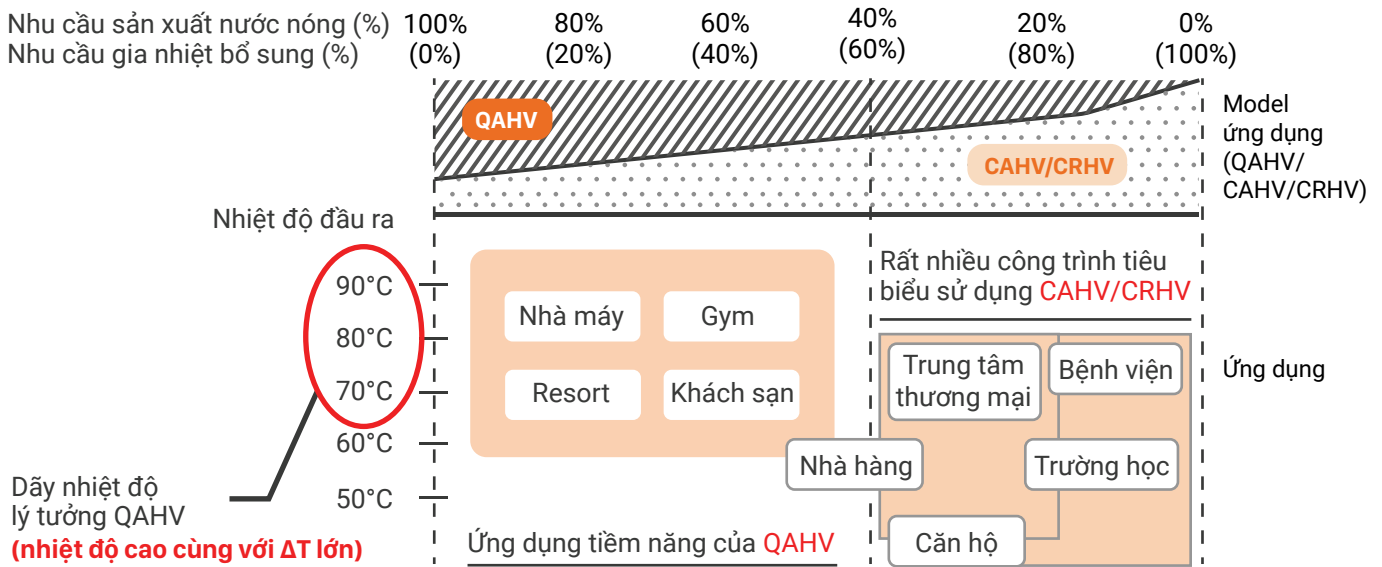 Nhu cầu sản xuất nước nóng (%) 100% 80% 60% 40% 20% 0%
Nhu cầu gia nhiệt bổ sung (%) (0%) (20%) (40%) (60%) (80%) (100%)
QAHV
CAHV/CRHV
Model
ứng dụng
(QAHV/
CAHV/CRHV)
Nhiệt độ đầu ra
90°C
80°C
70°C
60°C
50°C
Dãy nhiệt độ
lý tưởng QAHV
(nhiệt độ cao cùng với ΔT lớn)
Nhà máy
Gym
Resort
Khách sạn
Ứng dụng tiềm năng của QAHV
Rất nhiều công trình tiêu
biểu sử dụng CAHV/CRHV
Trung tâm
thương mại
Bệnh viện
Nhà hàng
Trường học
Căn hộ
Ứng dụng